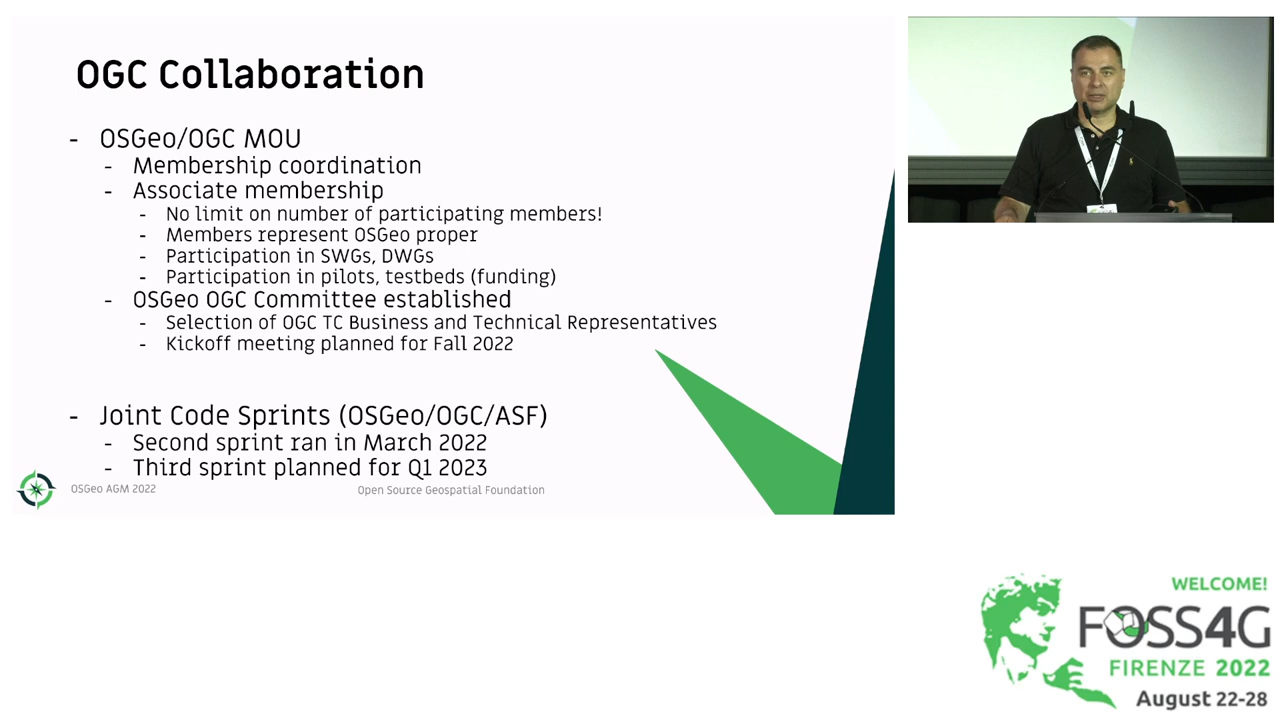 OGC Collaboration
- OSGeo/OGC MOU
- Membership coordination
- Associate membership
- No limit on number of participating members!
- Members represent OSGeo proper
- Participation in SWGs, DWGs
- Participation in pilots, testbeds (funding)
- OSGeo OGC Committee established
- Selection of OGC TC Business and Technical Representatives
- Kickoff meeting planned for Fall 2022
- Joint Code Sprints (OSGeo/OGC/ASF)
- Second sprint ran in March 2022
- Third sprint planned for Q1 2023
OSGeo AGM 2022
Open Source Geospatial Foundation
WELCOME!
FOSS4G
FIRENZE 2022
August 22-28